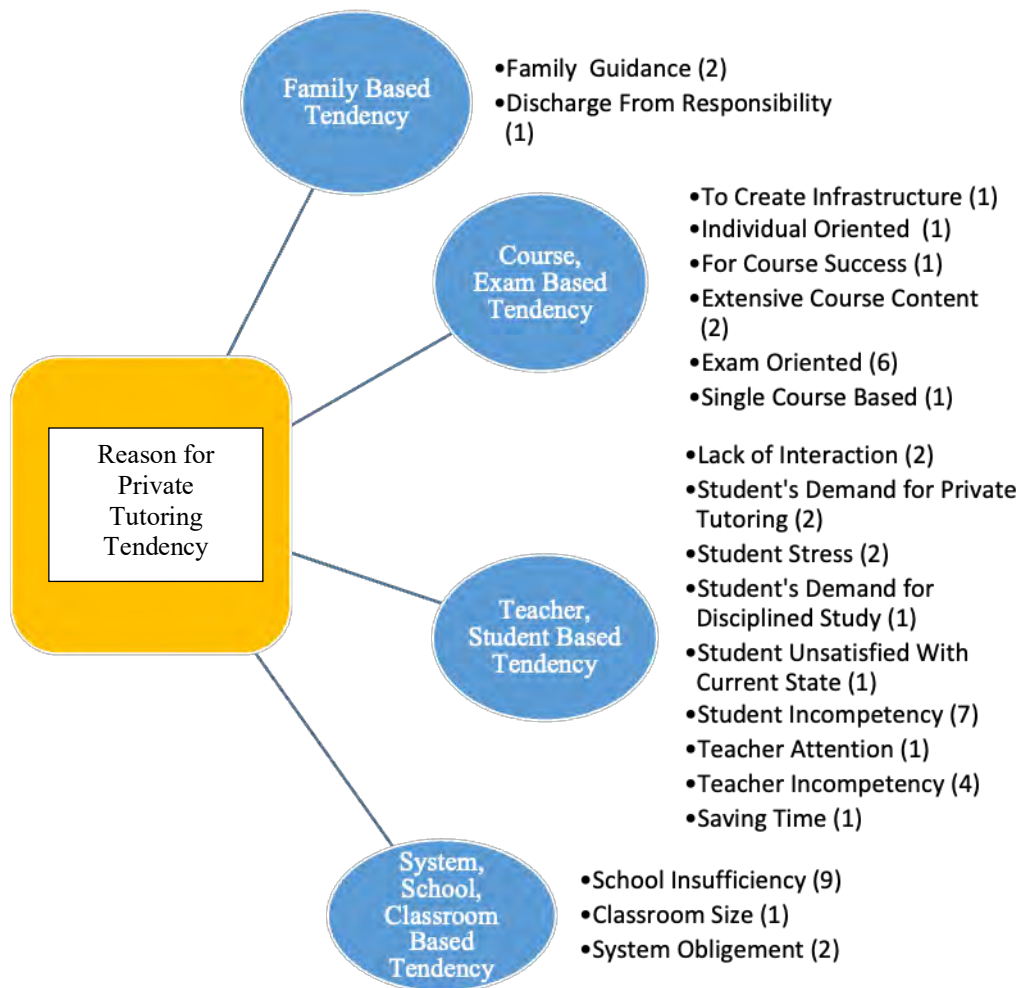 Family Based
Tendency
•Family Guidance (2)
•Discharge From Responsibility
(1)
Course,
Exam Based
Tendency
•To Create Infrastructure (1)
•Individual Oriented (1)
•For Course Success (1)
•Extensive Course Content
(2)
•Exam Oriented (6)
•Single Course Based (1)
Reason for
Private
Tutoring
Tendency
Teacher,
Student Based
Tendency
•Lack of Interaction (2)
•Student's Demand for Private
Tutoring (2)
•Student Stress (2)
•Student's Demand for
Disciplined Study (1)
•Student Unsatisfied With
Current State (1)
•Student Incompetency (7)
•Teacher Attention (1)
•Teacher Incompetency (4)
•Saving Time (1)
System,
School,
Classroom
Based
Tendency
•School Insufficiency (9)
•Classroom Size (1)
•System Obligement (2)